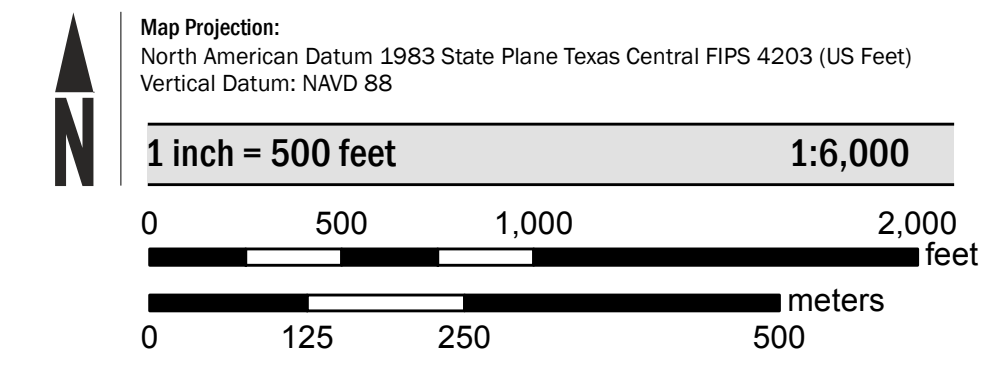 Map Projection:
North American Datum 1983 State Plane Texas Central FIPS 4203 (US Feet)
Vertical Datum: NAVD 88
N
1 inch = 500 feet 1:6,000
0 500 1,000 2,000
feet
meters
0 125 250 500